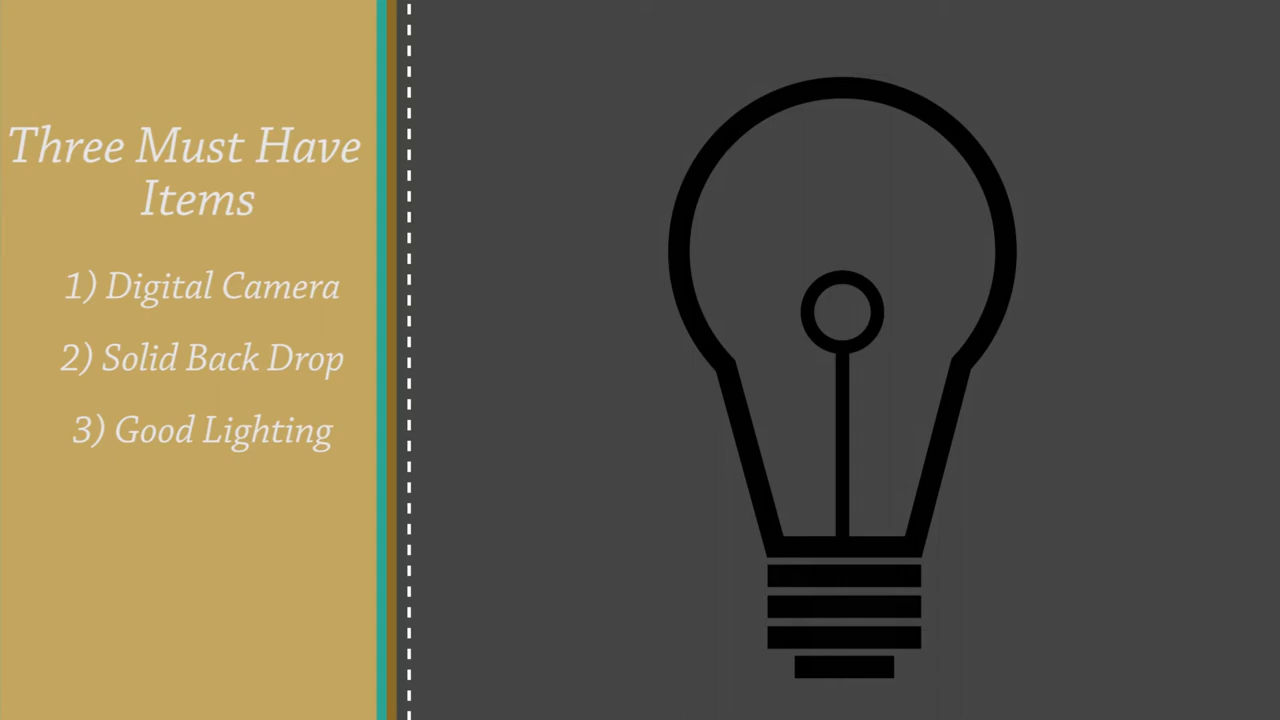 Three Must Have
Items
1) Digital Camera
2) Solid Back Drop
3) Good Lighting